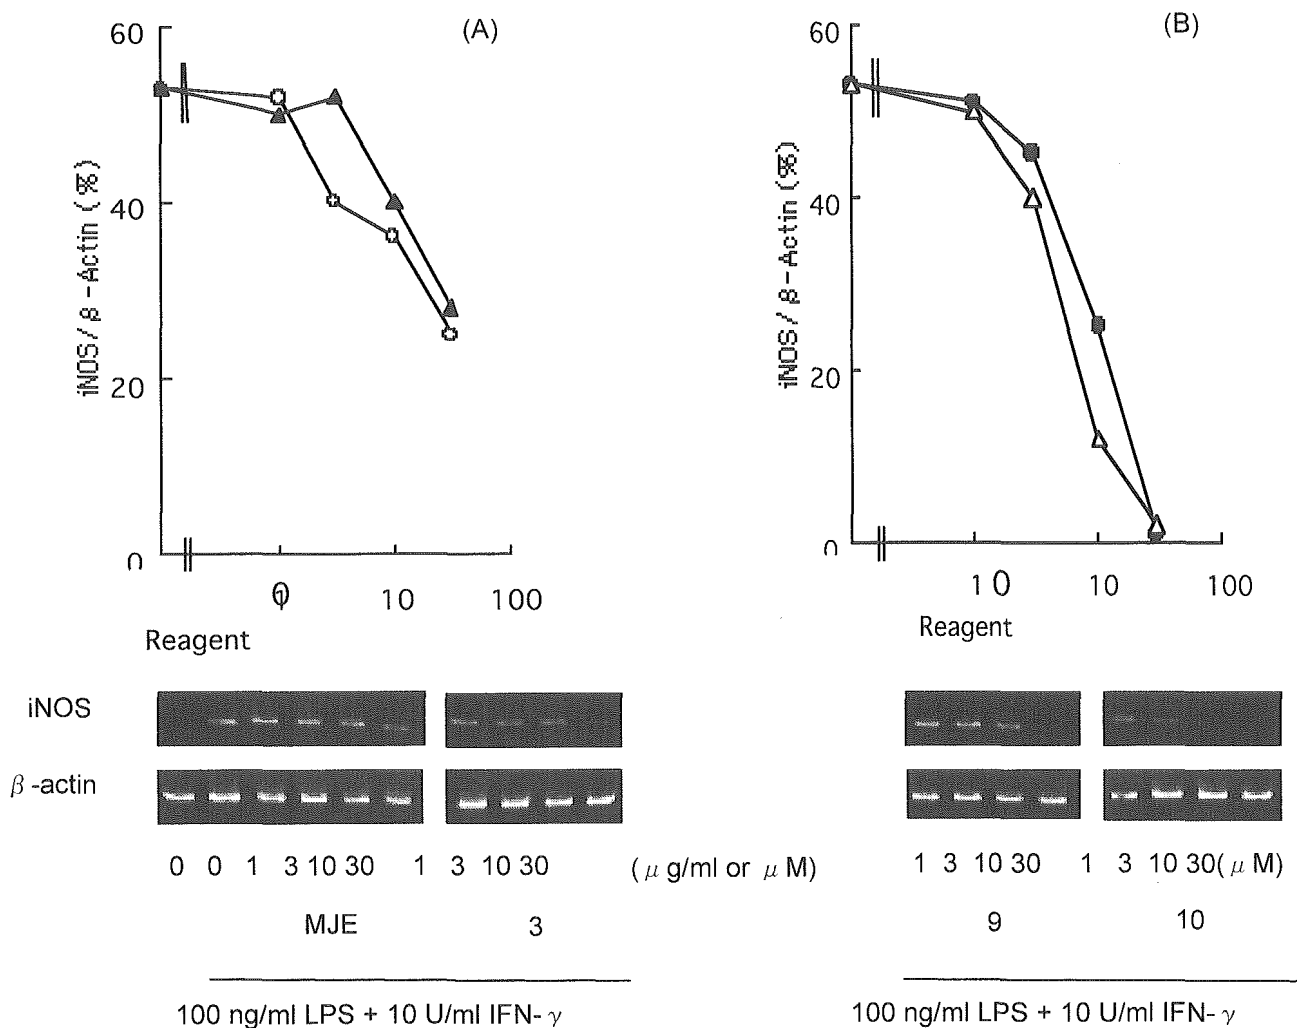 (A)
60
40
20
0
iNOS/ β-Actin (%)
0 1 10 100
Reagent
(B)
60
40
20
0
iNOS/ β-Actin (%)
1 0 10 100
Reagent
iNOS
β-actin
0 0 1 3 10 30 1 3 10 30 (μg/ml or μM)
MJE 3
100 ng/ml LPS + 10 U/ml IFN-γ
1 3 10 30 1 3 10 30 (μM)
9 10
100 ng/ml LPS + 10 U/ml IFN-γ